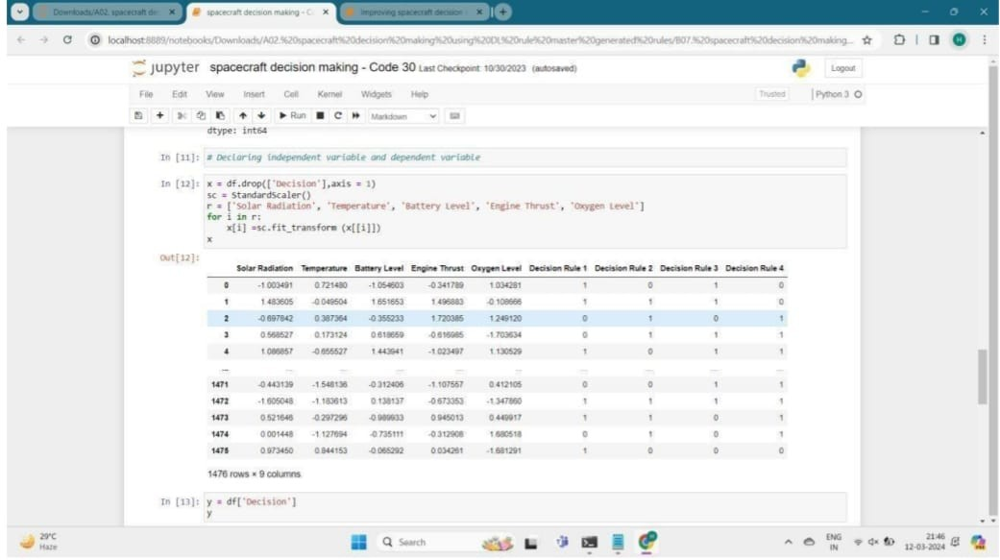 Downloads/A02. spacecraft de
spacecraft decision making - C
Improving spacecraft decision
localhost:8889/notebooks/Downloads/A02.%20spacecraft%20decision%20making%20using%20DL%20rule%20master%20generated%20rules/B07.%20spacecraft%20decision%20making...
jupyter spacecraft decision making - Code 30 Last Checkpoint: 10/30/2023 (autosaved)
Logout
File Edit View Insert Cell Kernel Widgets Help
Trusted Python 3
Run Markdown
dtype: int64
In [11]: # Declaring independent variable and dependent variable
In [12]: x = df.drop(['Decision'],axis = 1)
sc = StandardScaler()
r = ['Solar Radiation', 'Temperature', 'Battery Level', 'Engine Thrust', 'Oxygen Level']
for i in r:
x[i] =sc.fit_transform (x[[i]])
x
Out[12]:
Solar Radiation Temperature Battery Level Engine Thrust Oxygen Level Decision Rule 1 Decision Rule 2 Decision Rule 3 Decision Rule 4
0 -1.003491 0.721480 -1.054603 -0.341789 1.034281 1 0 1 0
1 1.483605 -0.049504 1.651653 1.496883 -0.108666 1 1 1 0
2 -0.697842 0.387364 -0.355233 1.720385 1.249120 0 1 0 1
3 0.568527 0.173124 0.618659 -0.616985 -1.703634 0 1 1 1
4 1.086857 -0.655527 1.443941 -1.023497 1.130529 1 0 1 1
... ... ... ... ... ... ... ... ... ...
1471 -0.443139 -1.548136 -0.312406 -1.107557 0.412105 0 0 1 1
1472 -1.605048 -1.183613 0.138137 -0.673353 -1.347860 1 1 1 1
1473 0.521646 -0.297296 -0.989933 0.945013 0.449917 1 1 0 1
1474 0.001448 -1.127694 -0.735111 -0.312908 1.680518 0 1 0 1
1475 0.973450 0.844153 -0.065292 0.034261 -1.681291 1 0 0 0
1476 rows × 9 columns
In [13]: y = df['Decision']
y
29°C
Haze
Search
ENG
IN
21:46
12-03-2024